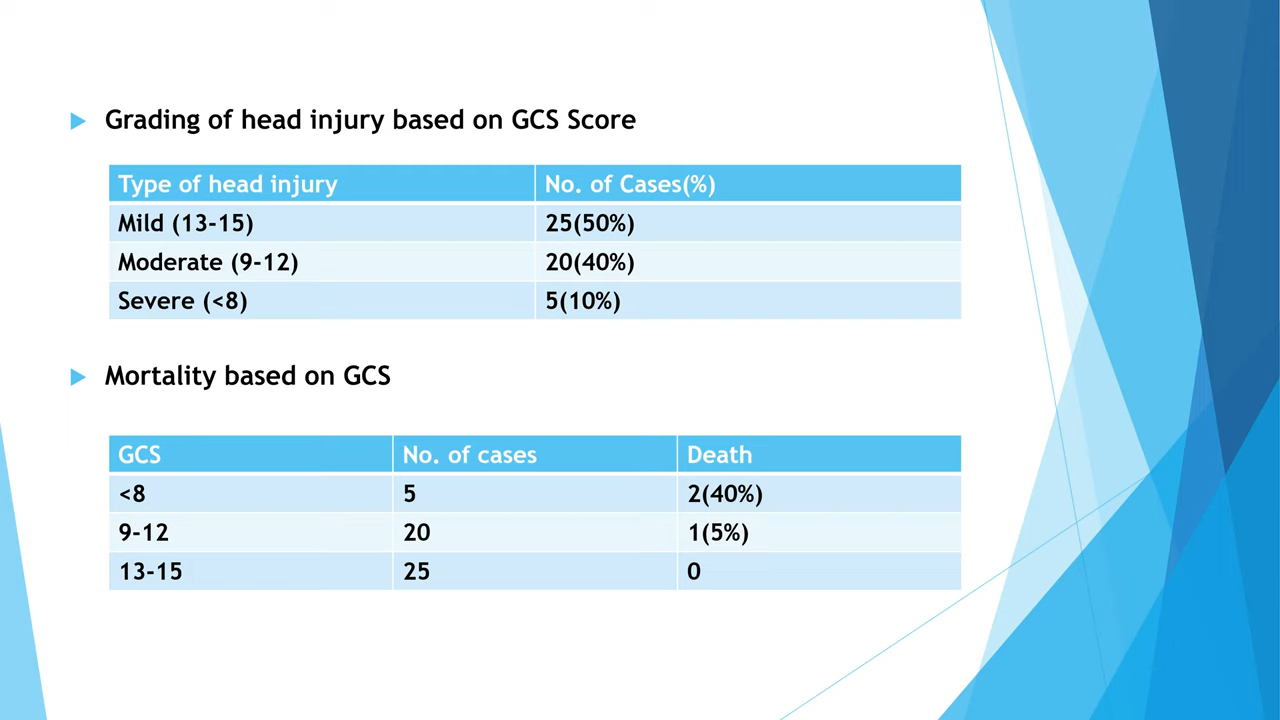 Grading of head injury based on GCS Score
Type of head injury No. of Cases(%)
Mild (13-15) 25(50%)
Moderate (9-12) 20(40%)
Severe (<8) 5(10%)
Mortality based on GCS
GCS No. of cases Death
<8 5 2(40%)
9-12 20 1(5%)
13-15 25 0